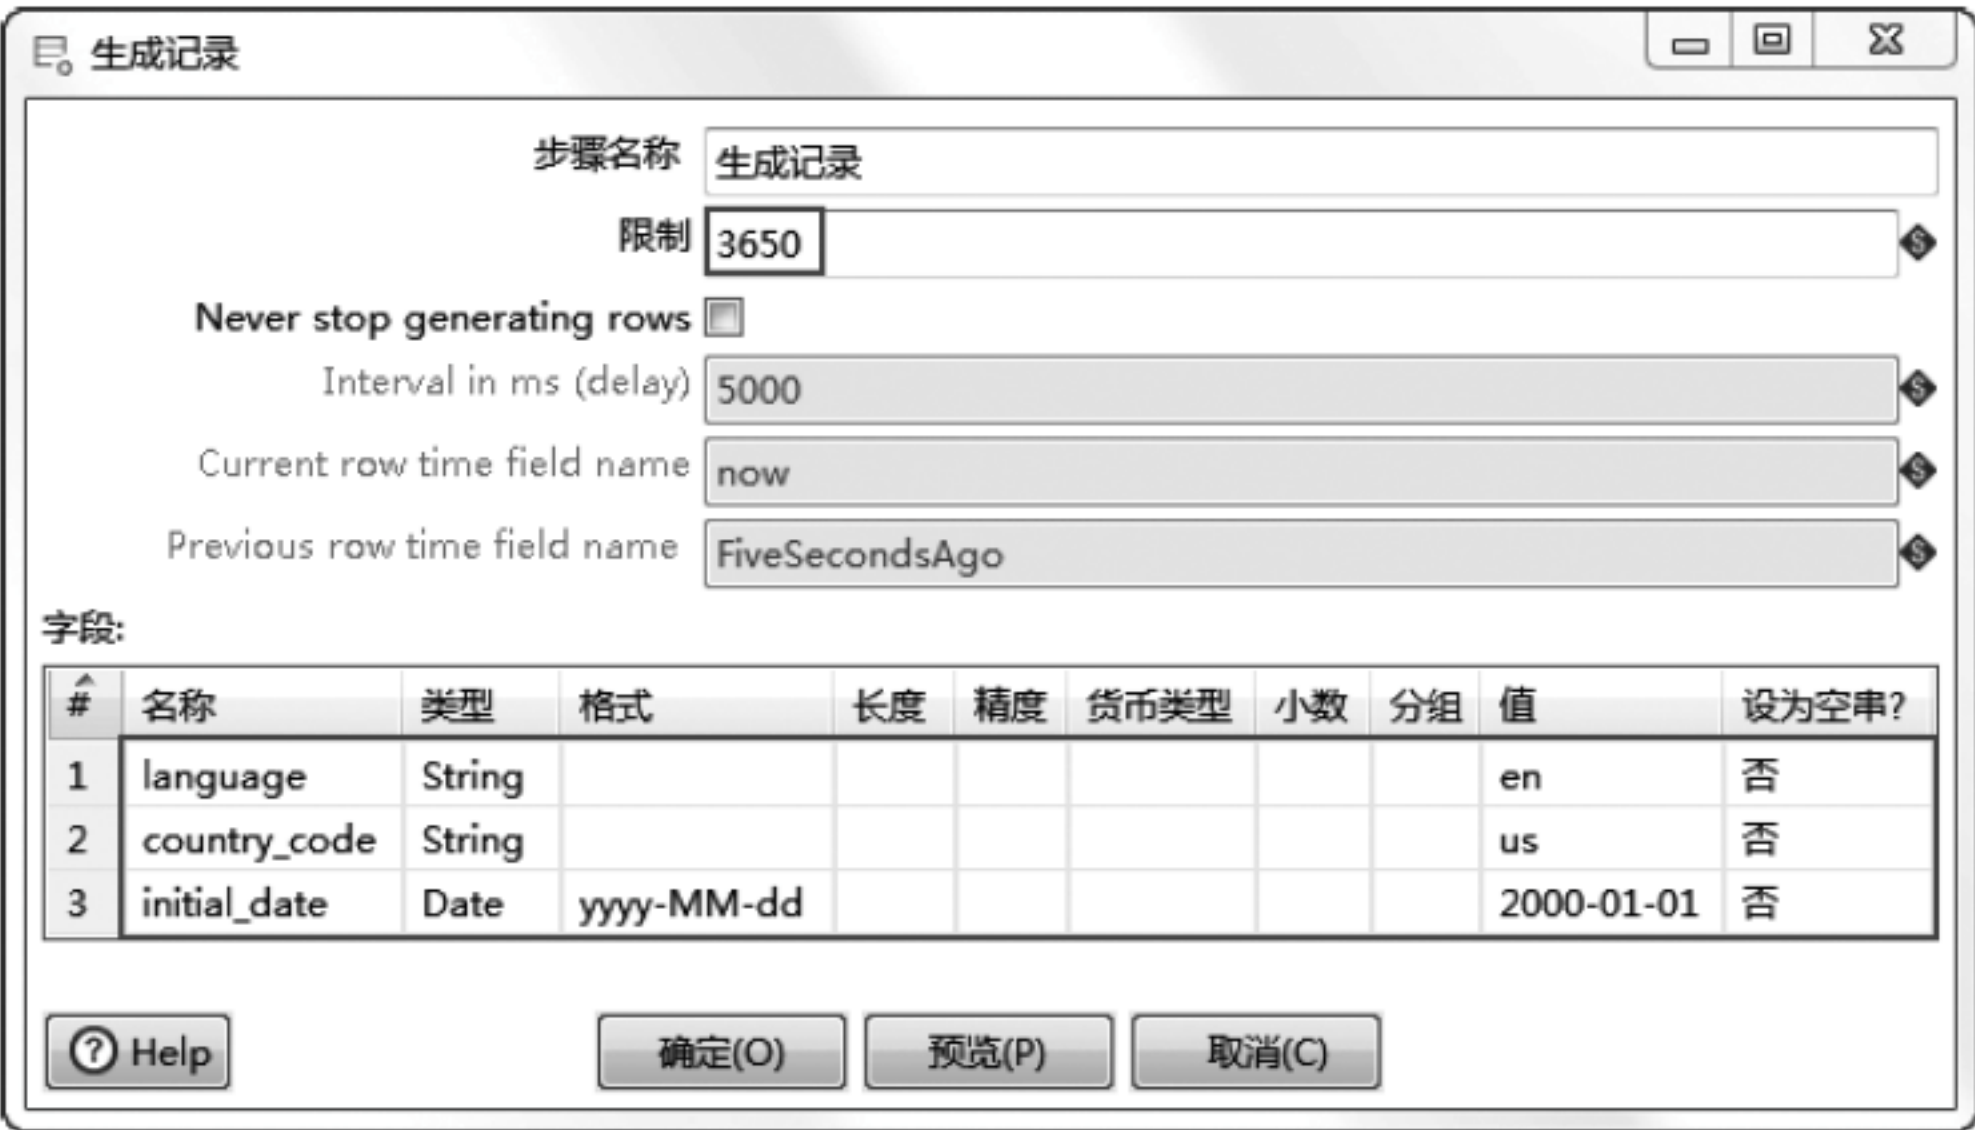 生成记录
步骤名称 生成记录
限制 3650
Never stop generating rows
Interval in ms (delay) 5000
Current row time field name now
Previous row time field name FiveSecondsAgo
字段:
# 名称 类型 格式 长度 精度 货币类型 小数 分组 值 设为空串?
1 language String en 否
2 country_code String us 否
3 initial_date Date yyyy-MM-dd 2000-01-01 否
Help 确定(O) 预览(P) 取消(C)